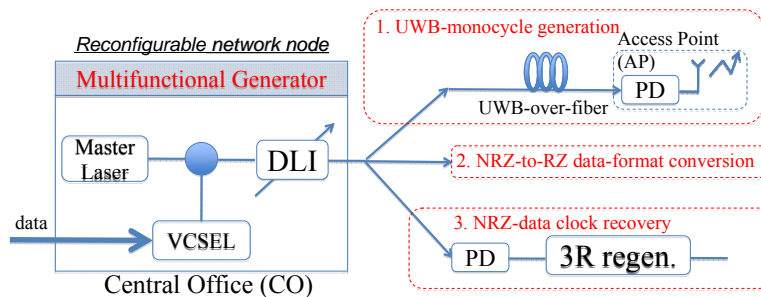 Reconfigurable network node
Multifunctional Generator
Master
Laser
DLI
data
VCSEL
Central Office (CO)
1. UWB-monocycle generation
Access Point
(AP)
PD
UWB-over-fiber
2. NRZ-to-RZ data-format conversion
3. NRZ-data clock recovery
PD
3R regen.